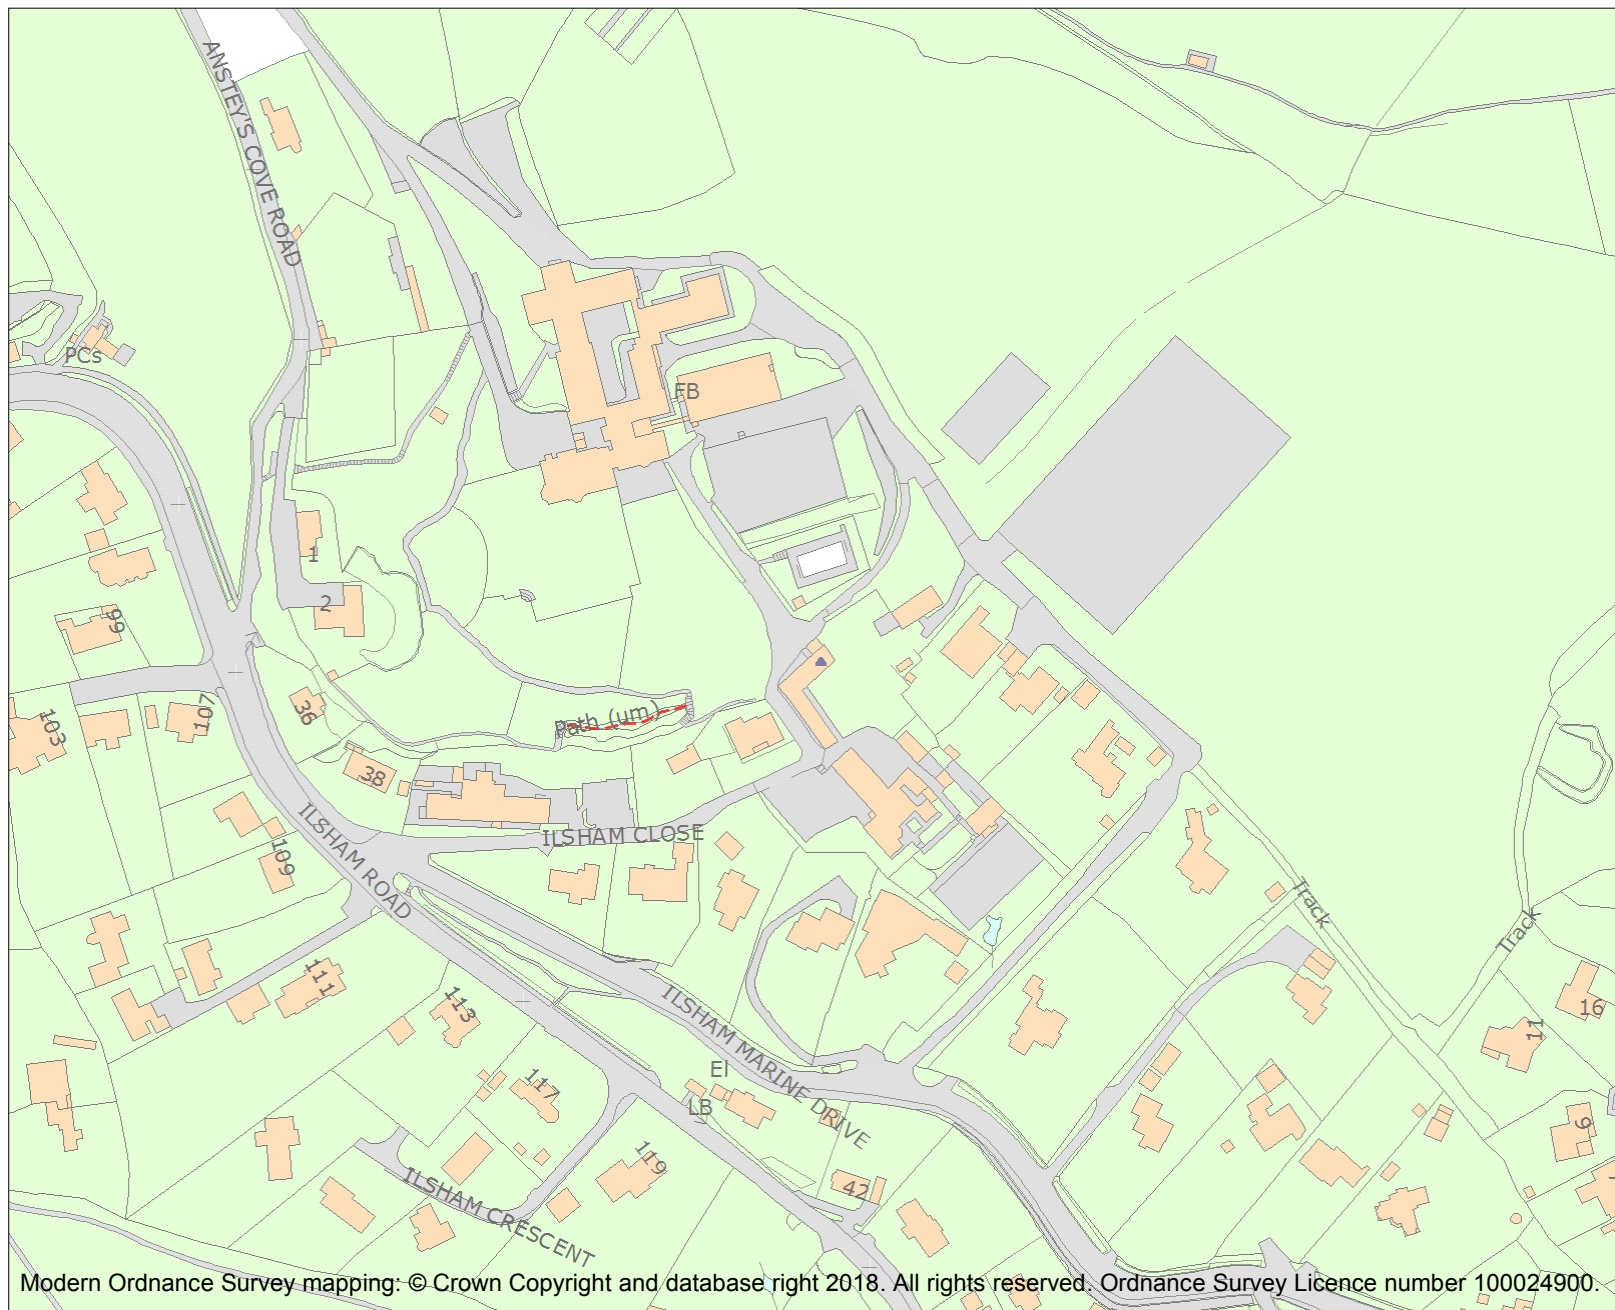 ANSTEY'S COVE ROAD
PCs
FB
1
2
99
36
107
103
Path (um)
38
ILSHAM CLOSE
ILSHAM ROAD
109
Track
Track
111
113
ILSHAM MARINE DRIVE
16
11
EI
117
LB
9
119
42
ILSHAM CRESCENT
Modern Ordnance Survey mapping: © Crown Copyright and database right 2018. All rights reserved. Ordnance Survey Licence number 100024900.